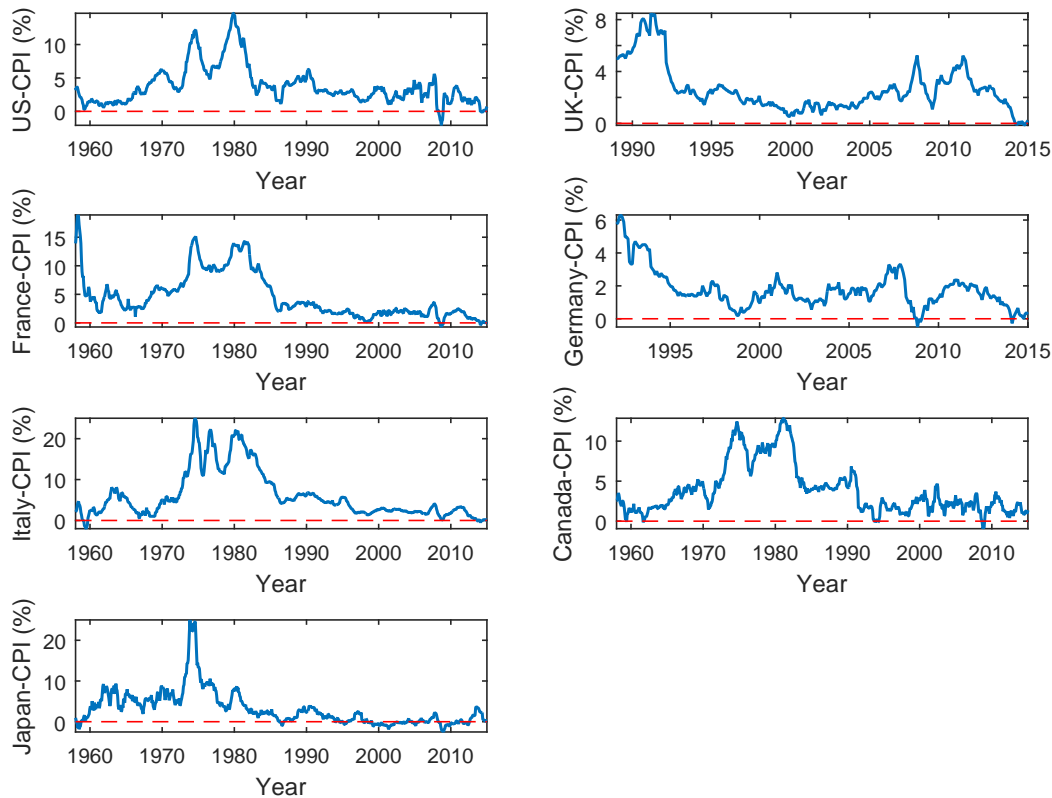 US-CPI (%)
10
5
0
1960 1970 1980 1990 2000 2010
Year
UK-CPI (%)
8
4
0
1990 1995 2000 2005 2010 2015
Year
France-CPI (%)
15
10
5
0
1960 1970 1980 1990 2000 2010
Year
Germany-CPI (%)
6
4
2
0
1995 2000 2005 2010 2015
Year
Italy-CPI (%)
20
10
0
1960 1970 1980 1990 2000 2010
Year
Canada-CPI (%)
10
5
0
1960 1970 1980 1990 2000 2010
Year
Japan-CPI (%)
20
10
0
1960 1970 1980 1990 2000 2010
Year